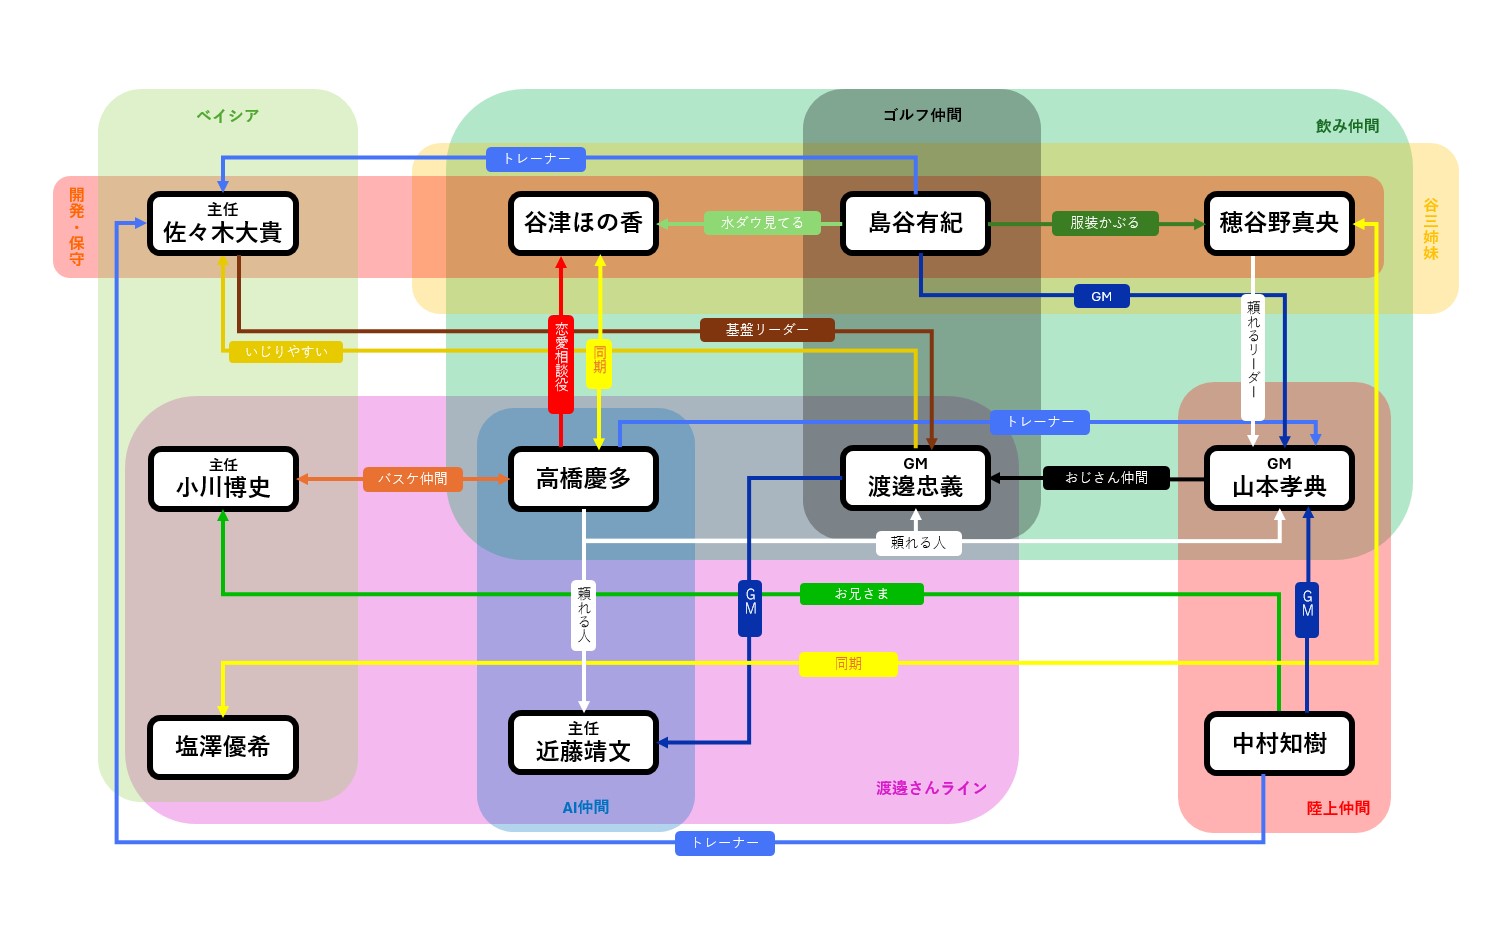 ベイシア
ゴルフ仲間
飲み仲間
トレーナー
開発・保守
主任
佐々木大貴
谷津ほの香
水ダウ見てる
島谷有紀
服装かぶる
穂谷野真央
谷三姉妹
GM
頼れるリーダー
基盤リーダー
いじりやすい
恋愛相談役
同期
トレーナー
主任
小川博史
バスケ仲間
高橋慶多
GM
渡邊忠義
おじさん仲間
GM
山本孝典
頼れる人
頼れる人
GM
お兄さま
GM
同期
塩澤優希
主任
近藤靖文
中村知樹
渡邊さんライン
AI仲間
陸上仲間
トレーナー